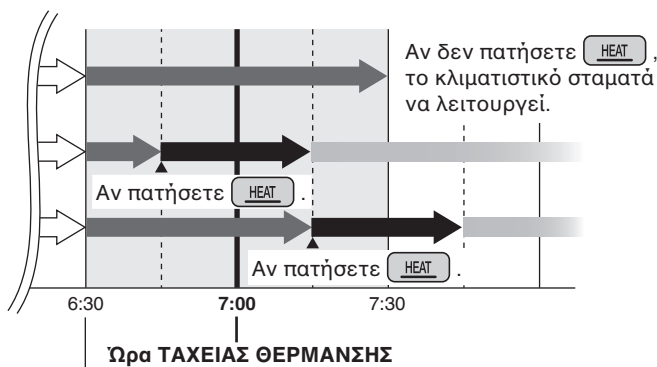 Αν δεν πατήσετε HEAT ,
το κλιματιστικό σταματά
να λειτουργεί.
Αν πατήσετε HEAT .
Αν πατήσετε HEAT .
6:30 7:00 7:30
Ώρα ΤΑΧΕΙΑΣ ΘΕΡΜΑΝΣΗΣ